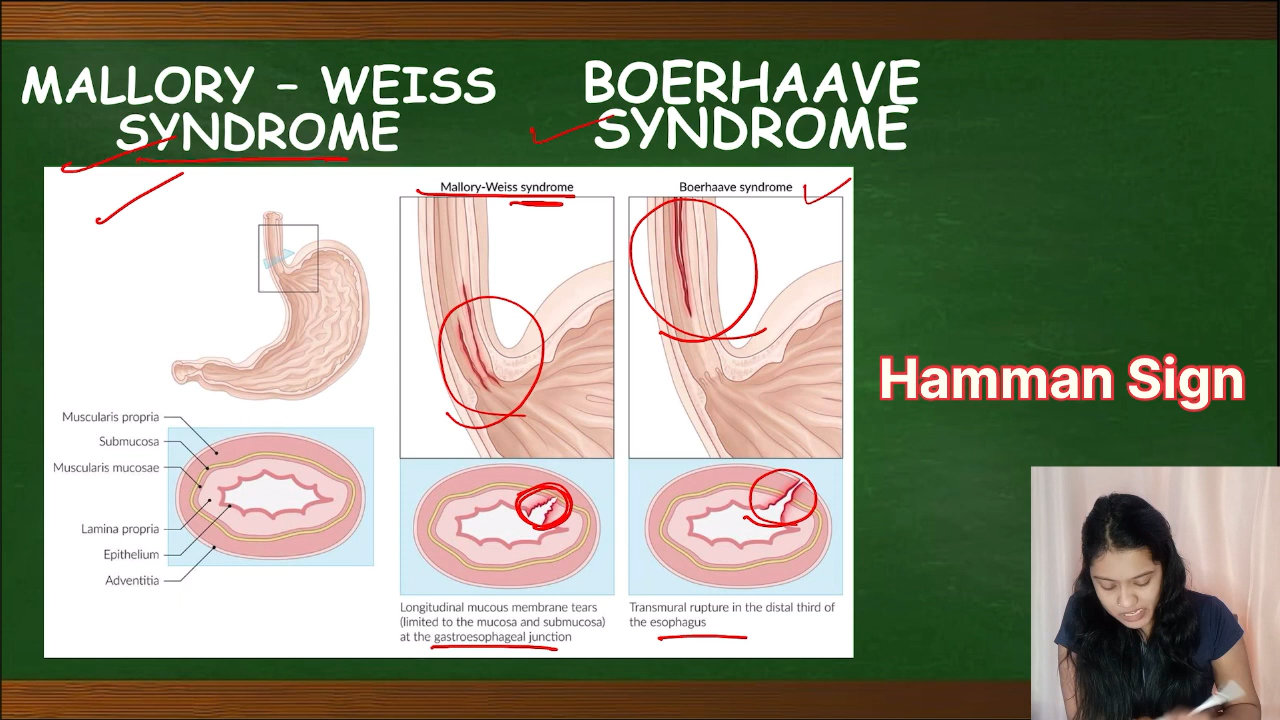 MALLORY – WEISS
SYNDROME
BOERHAAVE
SYNDROME
Mallory-Weiss syndrome
Boerhaave syndrome
Muscularis propria
Submucosa
Muscularis mucosae
Lamina propria
Epithelium
Adventitia
Longitudinal mucous membrane tears
(limited to the mucosa and submucosa)
at the gastroesophageal junction
Transmural rupture in the distal third of
the esophagus
Hamman Sign